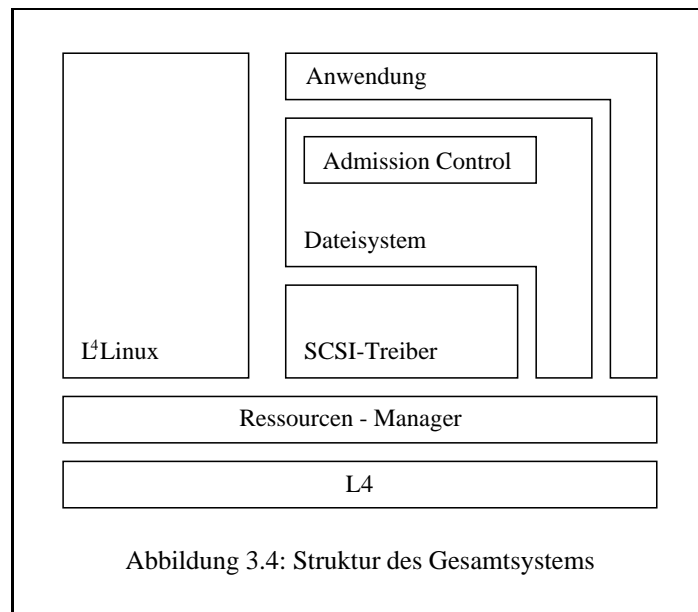 Anwendung
Admission Control
Dateisystem
L⁴Linux
SCSI-Treiber
Ressourcen - Manager
L4
Abbildung 3.4: Struktur des Gesamtsystems